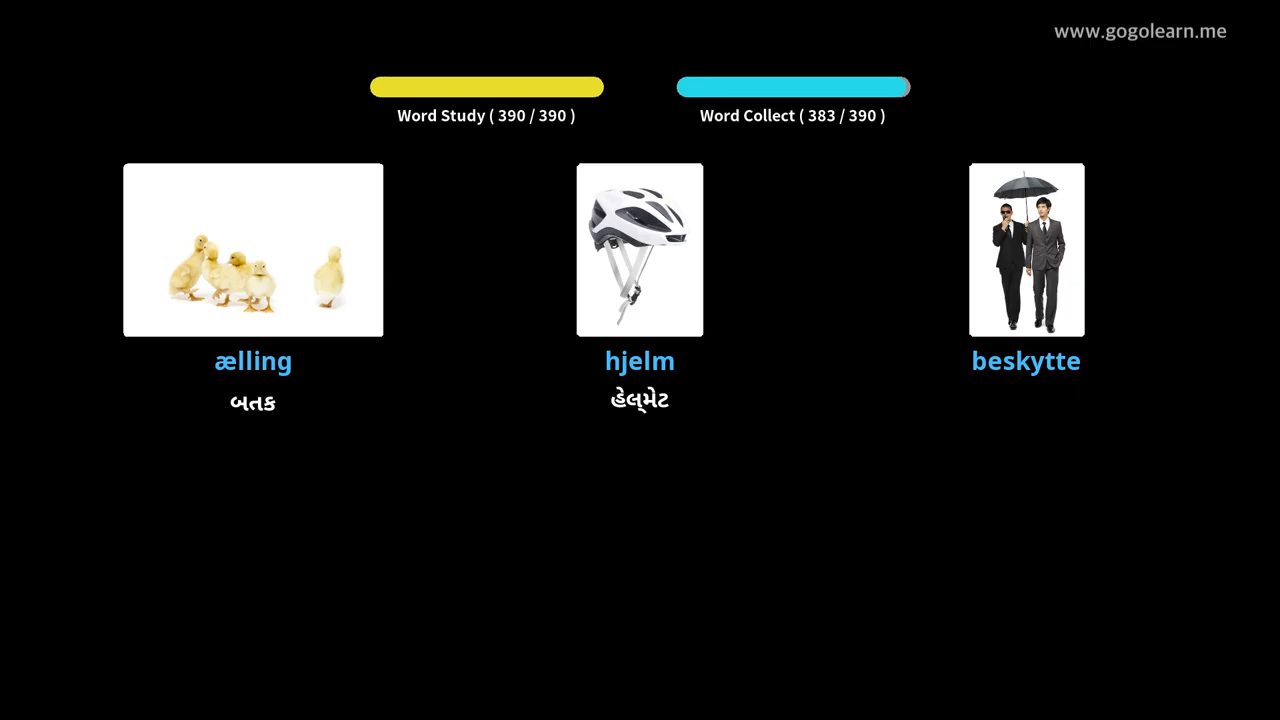 www.gogolearn.me
Word Study ( 390 / 390 )
Word Collect ( 383 / 390 )
ælling
hjelm
beskytte
બતક
હેલ્મેટ